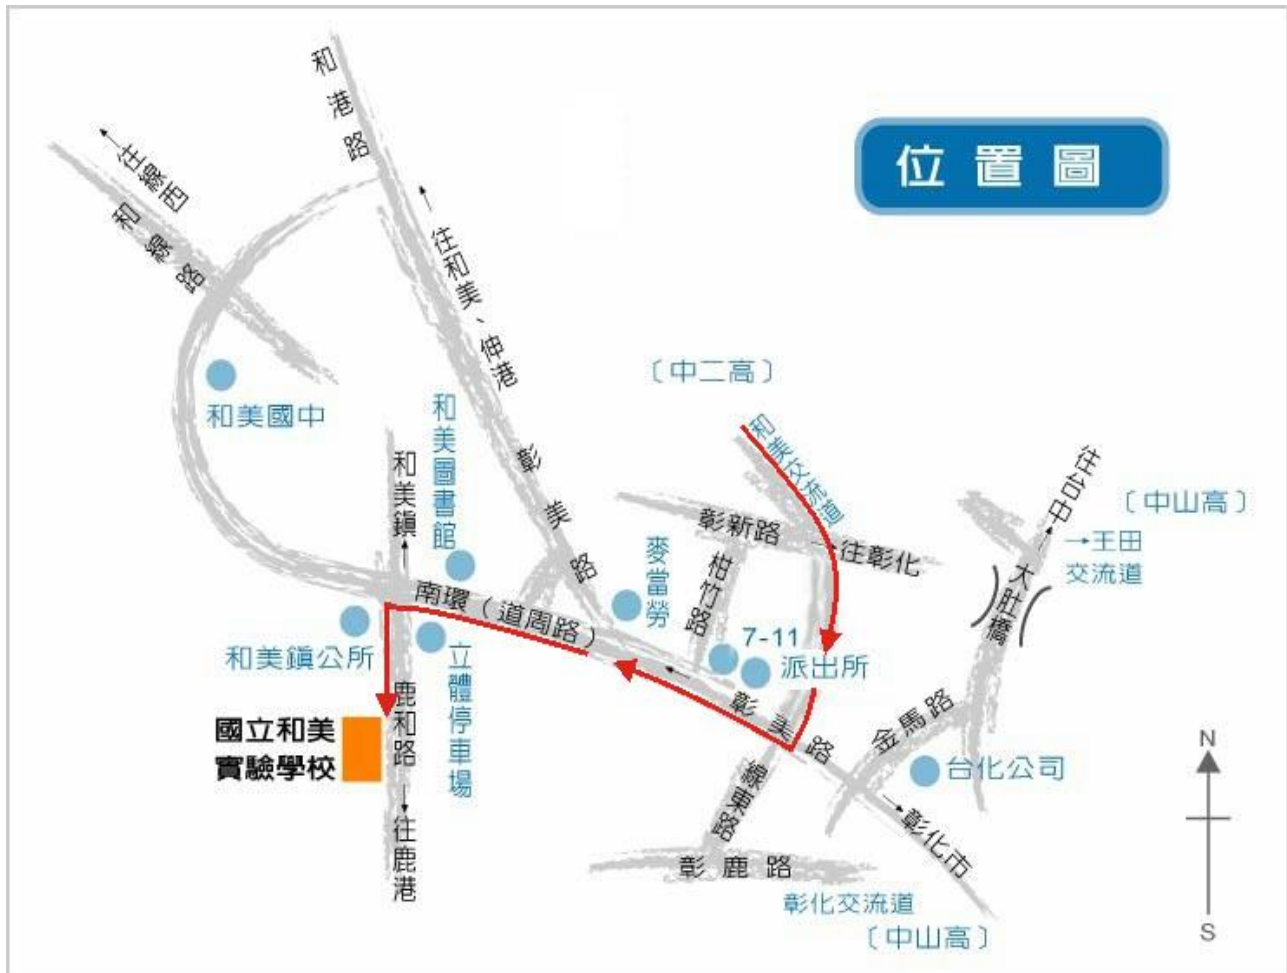 位置圖
和港路
往線西
和線路
往和美、伸港
〔中二高〕
和美國中
和美圖書館
和美鎮
彰美路
和美交流道
往台中
〔中山高〕
彰新路
往彰化
王田
交流道
大肚橋
麥當勞
柑竹路
南環（道周路）
7-11
派出所
和美鎮公所
立體停車場
鹿和路
彰美路
金馬路
國立和美
實驗學校
台化公司
線東路
彰化市
往鹿港
彰鹿路
彰化交流道
〔中山高〕
N
S